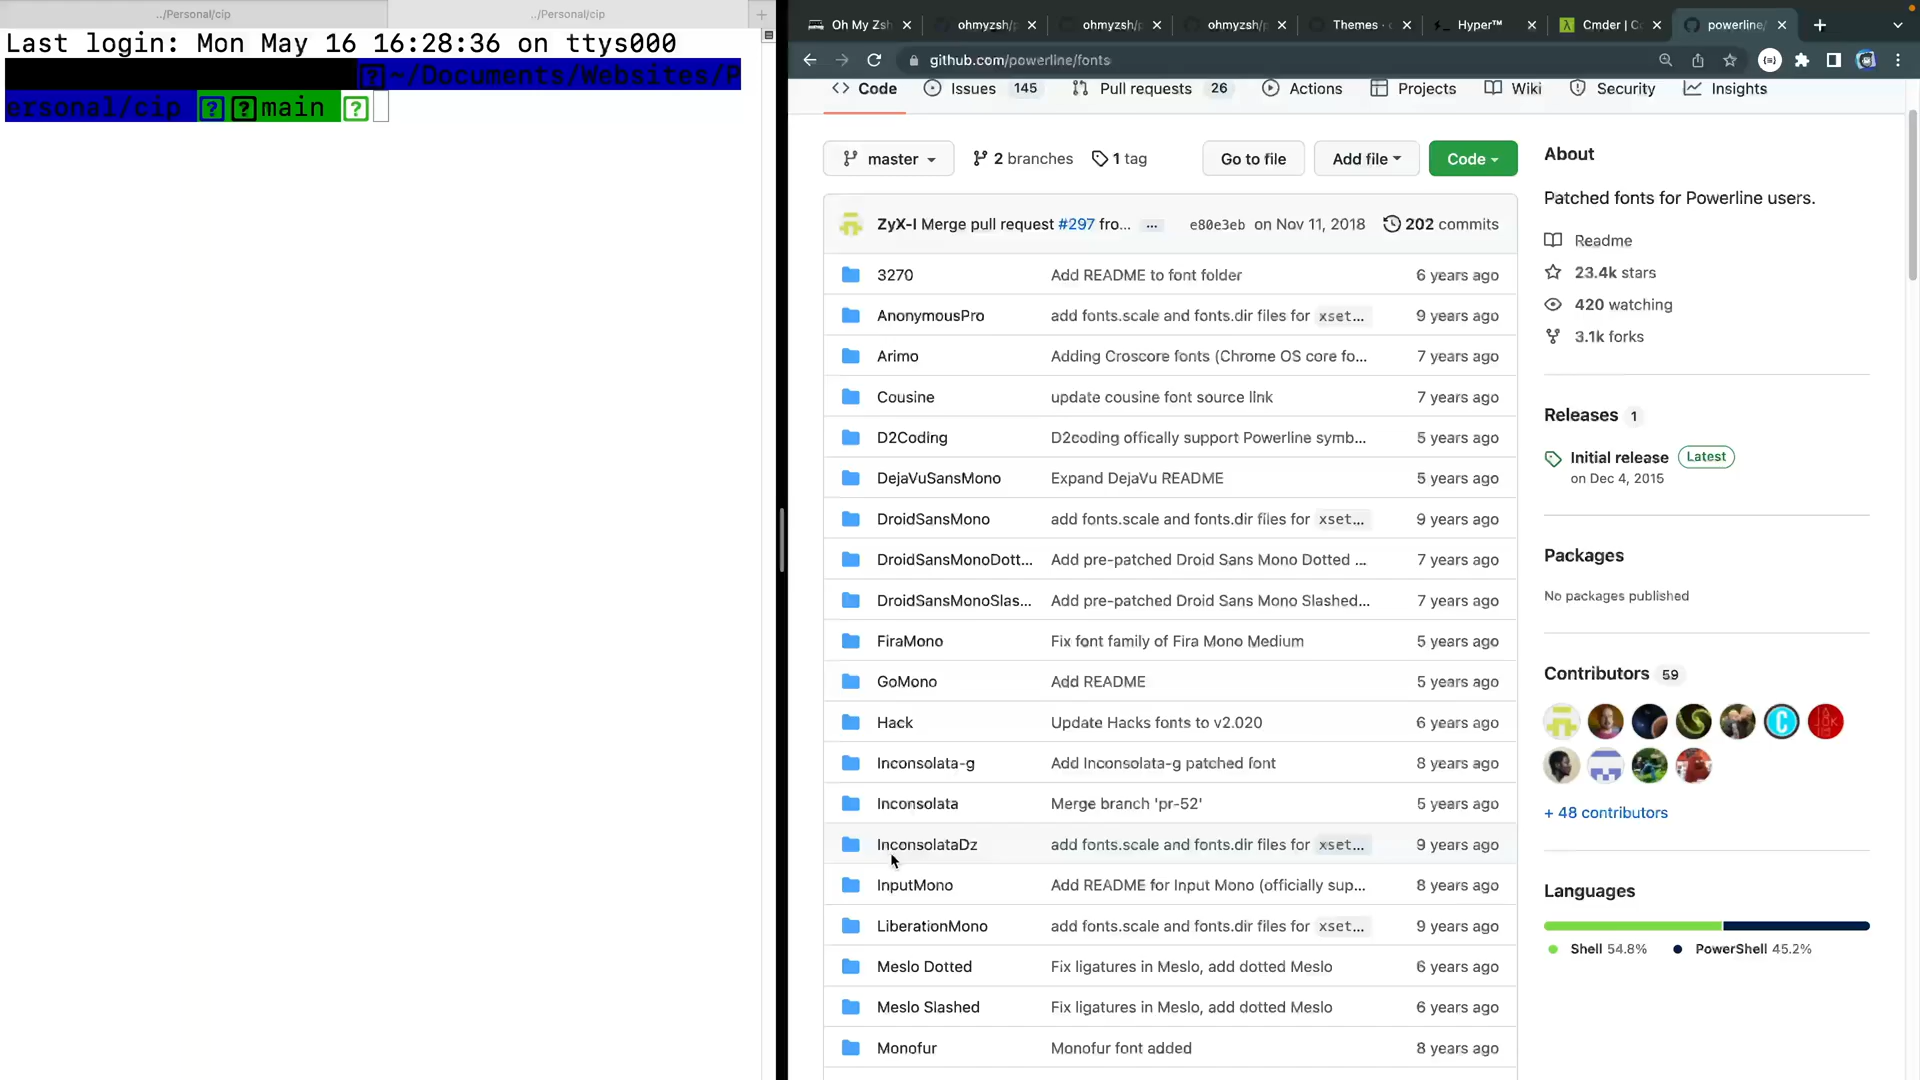 ../Personal/cip
../Personal/cip
Last login: Mon May 16 16:28:36 on ttys000
~/Documents/Websites/P
ersonal/cip main
Oh My Zsh
ohmyzsh/
ohmyzsh/
ohmyzsh/
Themes ·
Hyper™
Cmder | C
powerline/
github.com/powerline/fonts
Code
Issues 145
Pull requests 26
Actions
Projects
Wiki
Security
Insights
master
2 branches
1 tag
Go to file
Add file
Code
ZyX-I Merge pull request #297 fro... ... e80e3eb on Nov 11, 2018 202 commits
3270 Add README to font folder 6 years ago
AnonymousPro add fonts.scale and fonts.dir files for xset... 9 years ago
Arimo Adding Croscore fonts (Chrome OS core fo... 7 years ago
Cousine update cousine font source link 7 years ago
D2Coding D2coding offically support Powerline symb... 5 years ago
DejaVuSansMono Expand DejaVu README 5 years ago
DroidSansMono add fonts.scale and fonts.dir files for xset... 9 years ago
DroidSansMonoDott... Add pre-patched Droid Sans Mono Dotted ... 7 years ago
DroidSansMonoSlas... Add pre-patched Droid Sans Mono Slashed... 7 years ago
FiraMono Fix font family of Fira Mono Medium 5 years ago
GoMono Add README 5 years ago
Hack Update Hacks fonts to v2.020 6 years ago
Inconsolata-g Add Inconsolata-g patched font 8 years ago
Inconsolata Merge branch 'pr-52' 5 years ago
InconsolataDz add fonts.scale and fonts.dir files for xset... 9 years ago
InputMono Add README for Input Mono (officially sup... 8 years ago
LiberationMono add fonts.scale and fonts.dir files for xset... 9 years ago
Meslo Dotted Fix ligatures in Meslo, add dotted Meslo 6 years ago
Meslo Slashed Fix ligatures in Meslo, add dotted Meslo 6 years ago
Monofur Monofur font added 8 years ago
About
Patched fonts for Powerline users.
Readme
23.4k stars
420 watching
3.1k forks
Releases 1
Initial release Latest
on Dec 4, 2015
Packages
No packages published
Contributors 59
+ 48 contributors
Languages
Shell 54.8% PowerShell 45.2%